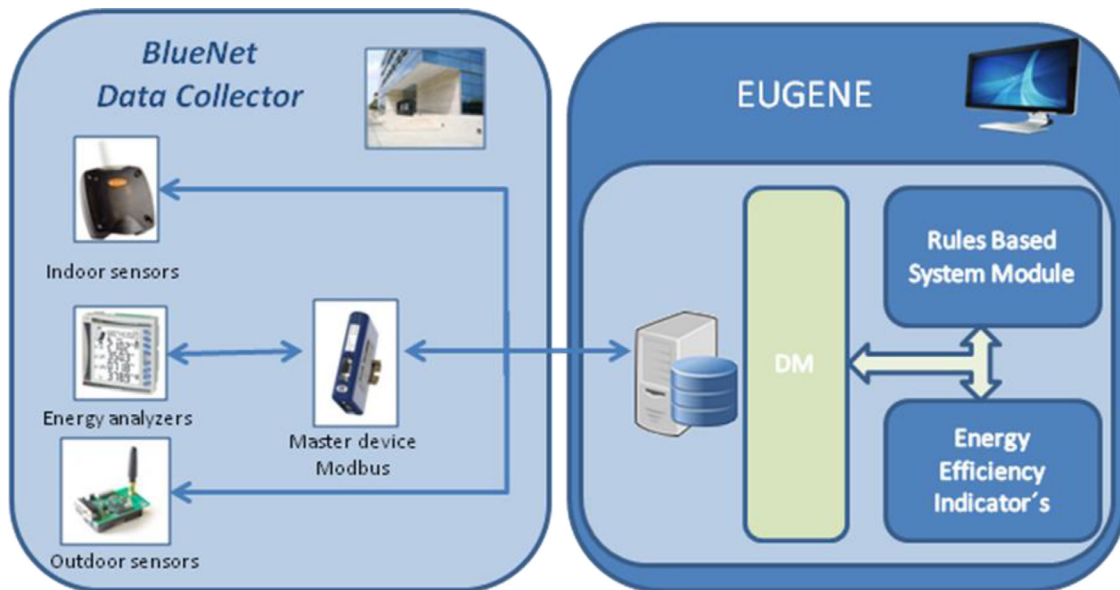 BlueNet
Data Collector
Indoor sensors
Energy analyzers
Master device
Modbus
Outdoor sensors
EUGENE
DM
Rules Based
System Module
Energy
Efficiency
Indicator´s